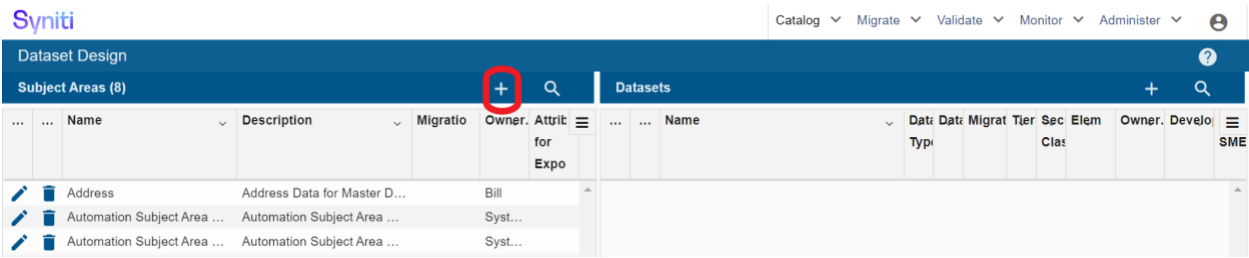 Syniti
Catalog Migrate Validate Monitor Administer
Dataset Design
Subject Areas (8)
Datasets
... ... Name Description Migratio Owner. Attrib for Expo
... ... Name Data Type Data Migrat Tier Sec Clas Elem Owner. Develo SME
Address Address Data for Master D... Bill
Automation Subject Area ... Automation Subject Area ... Syst...
Automation Subject Area ... Automation Subject Area ... Syst...